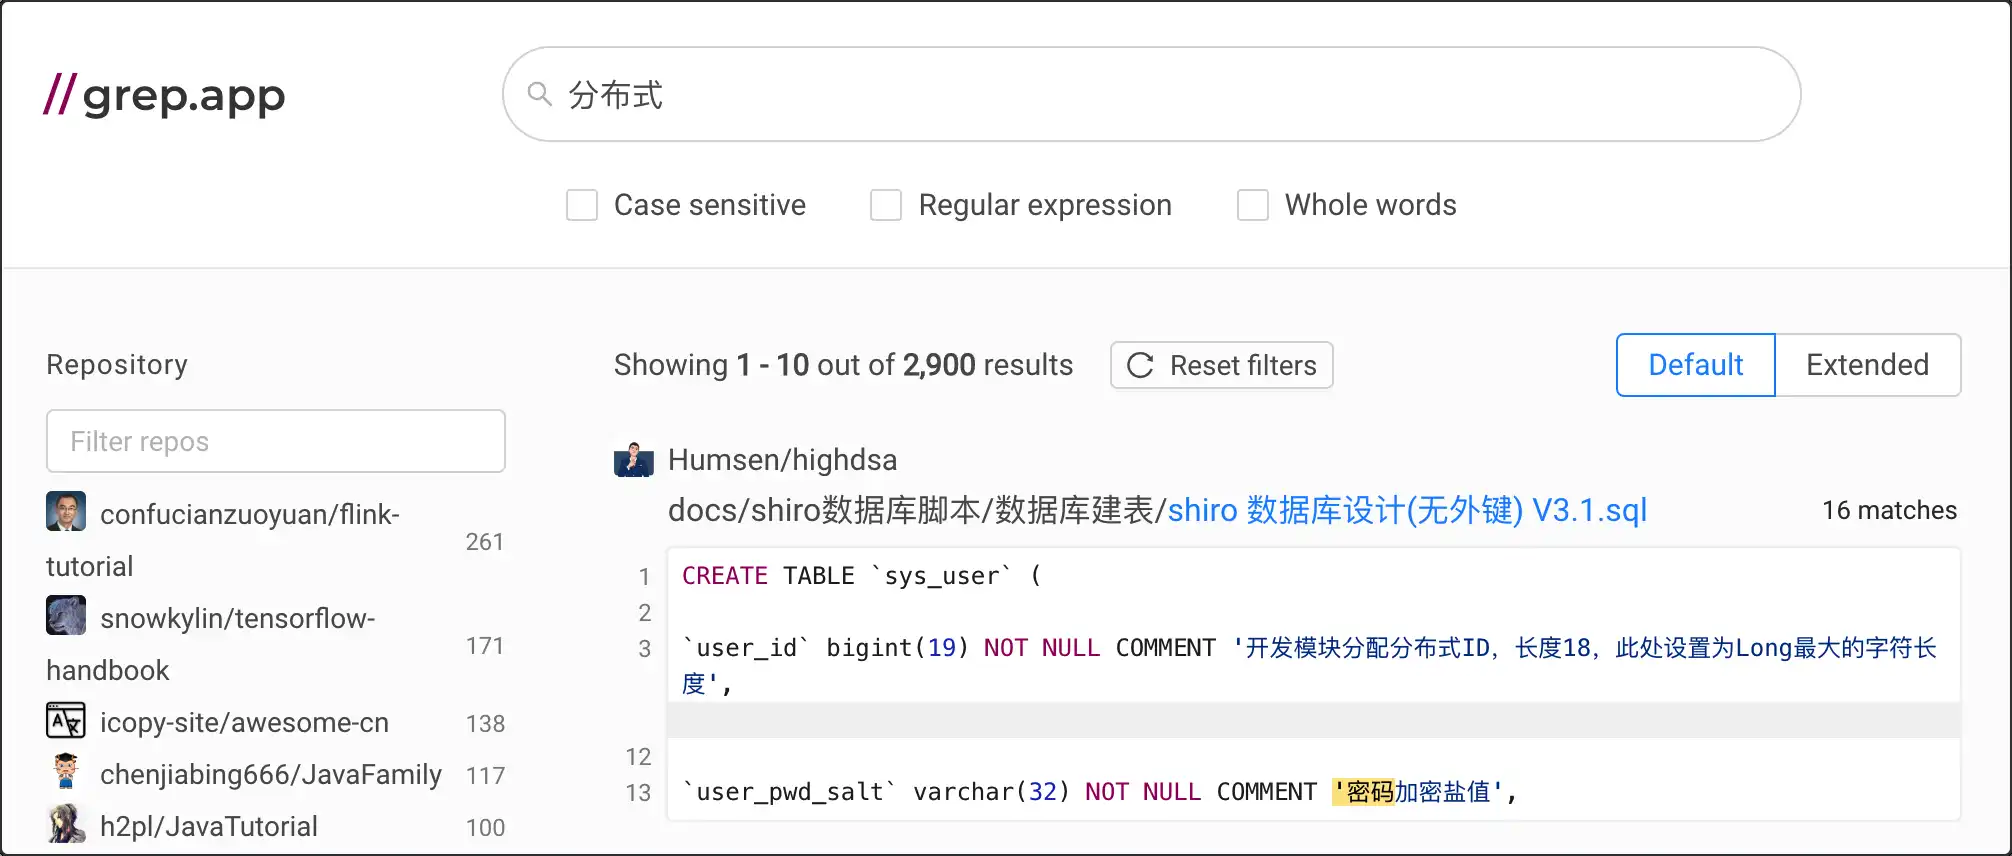 //grep.app
分布式
Case sensitive
Regular expression
Whole words
Repository
Filter repos
confucianzuoyuan/flink-
tutorial
261
snowkylin/tensorflow-
handbook
171
icopy-site/awesome-cn
138
chenjiabing666/JavaFamily
117
h2pl/JavaTutorial
100
Showing 1 - 10 out of 2,900 results
Reset filters
Default
Extended
Humsen/highdsa
docs/shiro数据库脚本/数据库建表/shiro 数据库设计(无外键) V3.1.sql
16 matches
1 CREATE TABLE `sys_user` (
2
3 `user_id` bigint(19) NOT NULL COMMENT '开发模块分配分布式ID，长度18，此处设置为Long最大的字符长
度',
12
13 `user_pwd_salt` varchar(32) NOT NULL COMMENT '密码加密盐值',